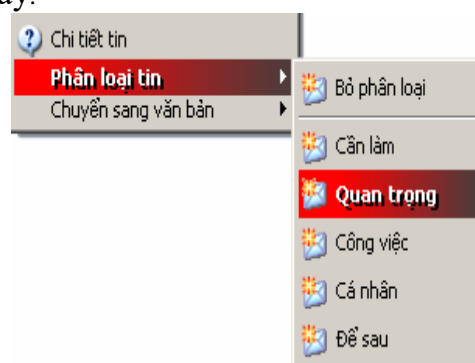 Chi tiết tin
Phân loại tin
Chuyển sang văn bản
Bỏ phân loại
Cần làm
Quan trọng
Công việc
Cá nhân
Để sau